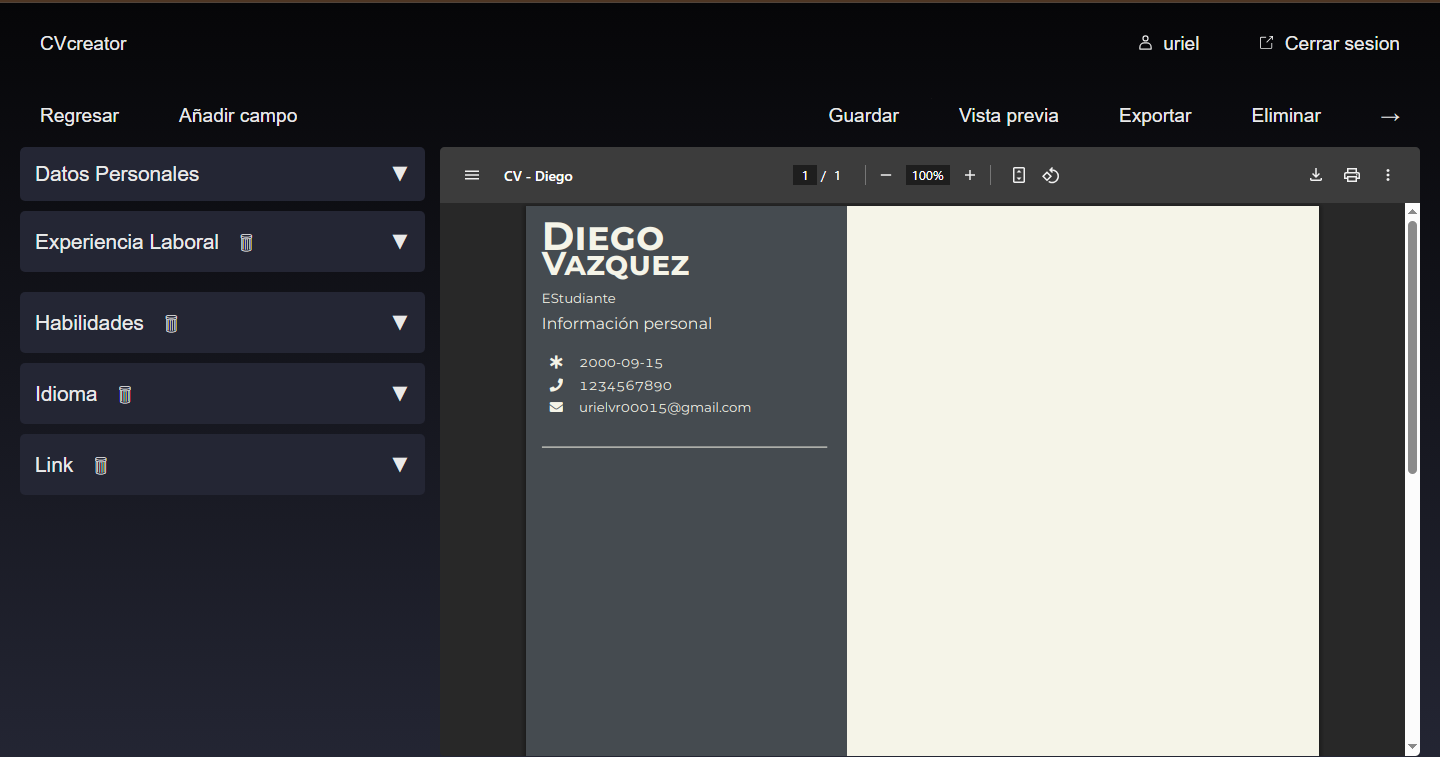 CVcreator
uriel
Cerrar sesion
Regresar
Añadir campo
Guardar
Vista previa
Exportar
Eliminar
→
Datos Personales ▼
Experiencia Laboral ▼
Habilidades ▼
Idioma ▼
Link ▼
CV - Diego
1 / 1
100%
DIEGO
VAZQUEZ
EStudiante
Información personal
2000-09-15
1234567890
urielvr00015@gmail.com